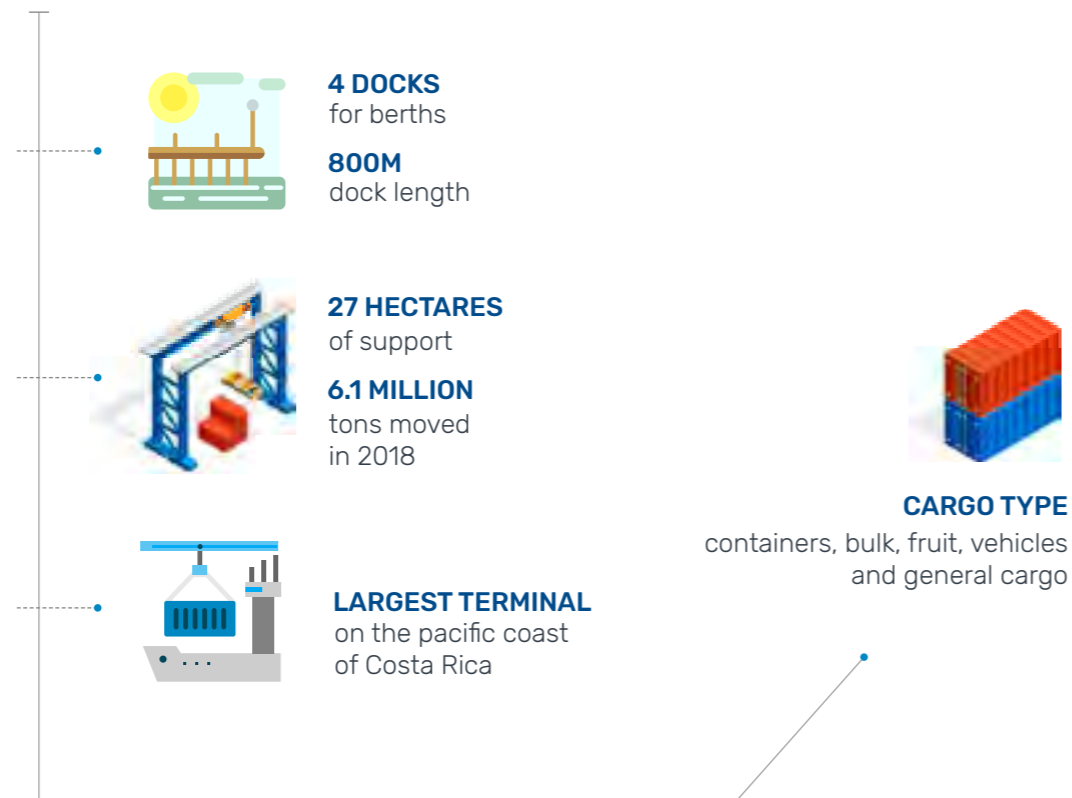 4 DOCKS
for berths
800M
dock length
27 HECTARES
of support
6.1 MILLION
tons moved
in 2018
LARGEST TERMINAL
on the pacific coast
of Costa Rica
CARGO TYPE
containers, bulk, fruit, vehicles
and general cargo